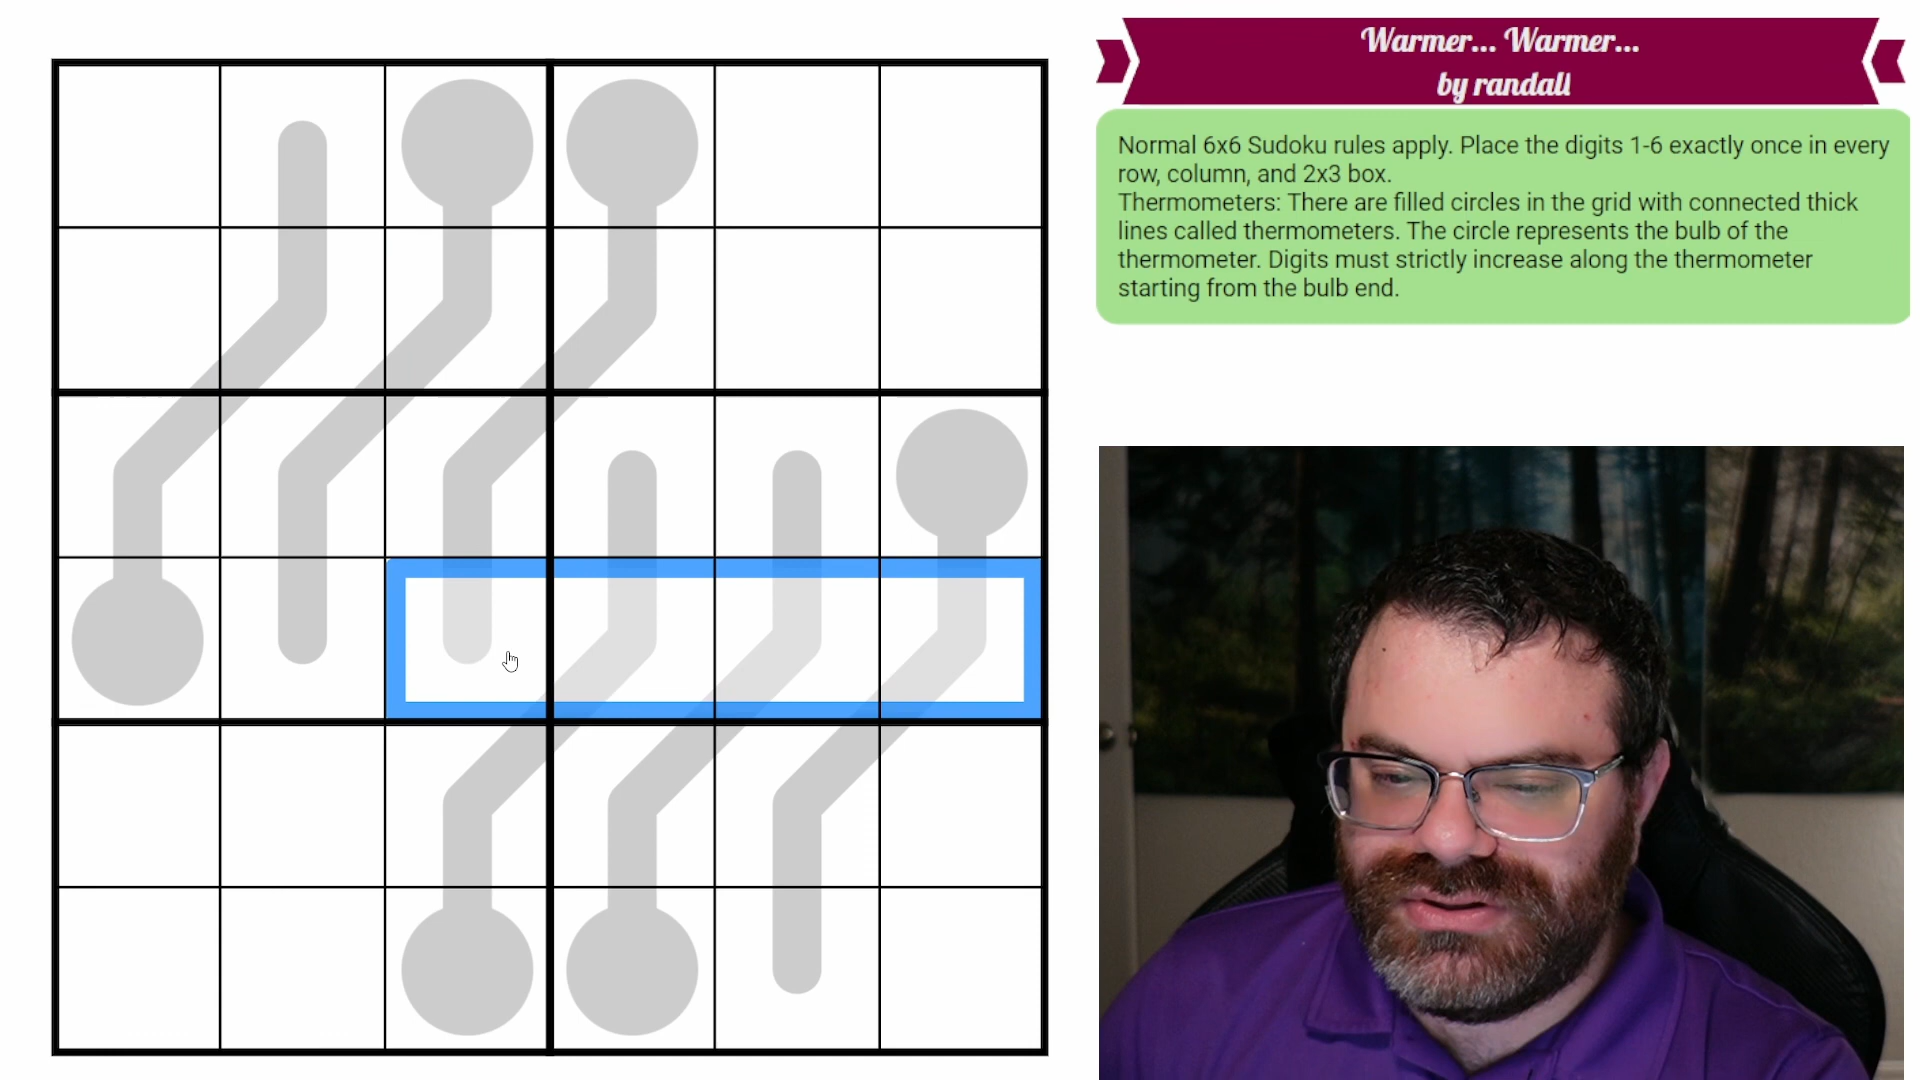 Warmer... Warmer...
by randall
Normal 6x6 Sudoku rules apply. Place the digits 1-6 exactly once in every
row, column, and 2x3 box.
Thermometers: There are filled circles in the grid with connected thick
lines called thermometers. The circle represents the bulb of the
thermometer. Digits must strictly increase along the thermometer
starting from the bulb end.